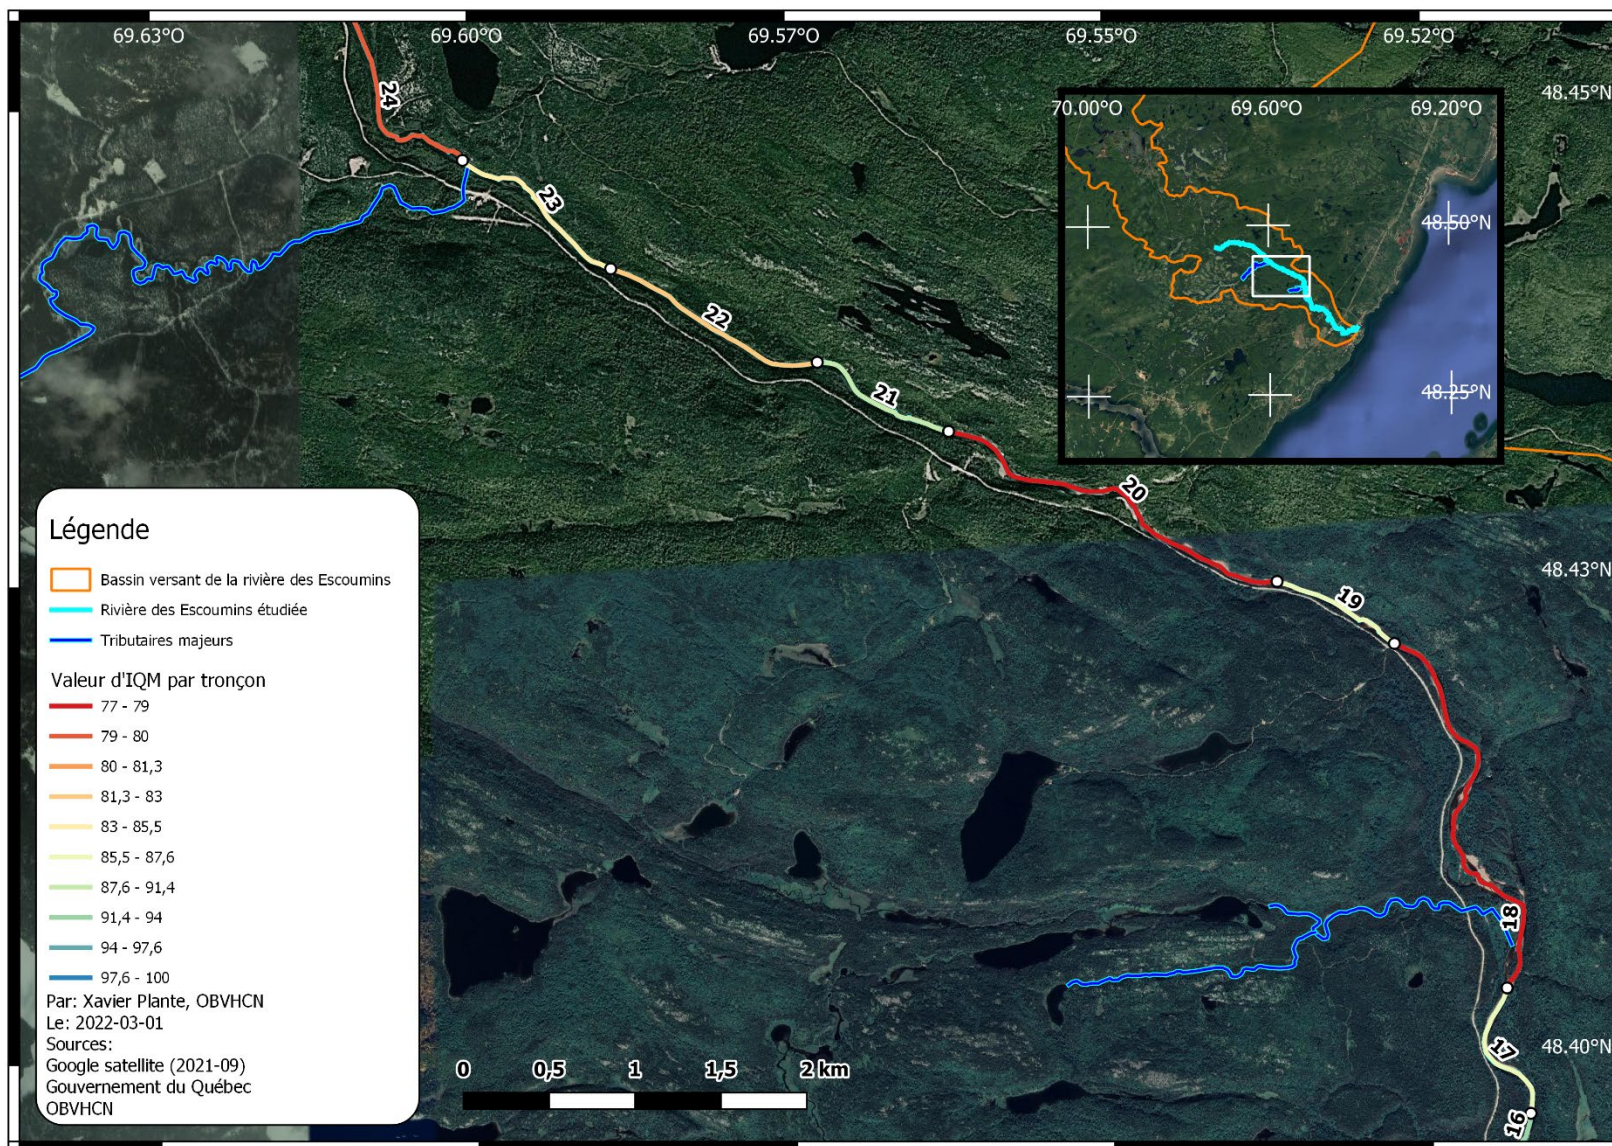 69.63°O
69.60°O
69.57°O
69.55°O
69.52°O
48.45°N
70.00°O
69.60°O
69.20°O
48.50°N
48.25°N
24
23
22
21
20
19
18
17
16
48.43°N
48.40°N
Légende
Bassin versant de la rivière des Escoumins
Rivière des Escoumins étudiée
Tributaires majeurs
Valeur d'IQM par tronçon
77 - 79
79 - 80
80 - 81,3
81,3 - 83
83 - 85,5
85,5 - 87,6
87,6 - 91,4
91,4 - 94
94 - 97,6
97,6 - 100
Par: Xavier Plante, OBVHCN
Le: 2022-03-01
Sources:
Google satellite (2021-09)
Gouvernement du Québec
OBVHCN
0 0,5 1 1,5 2 km